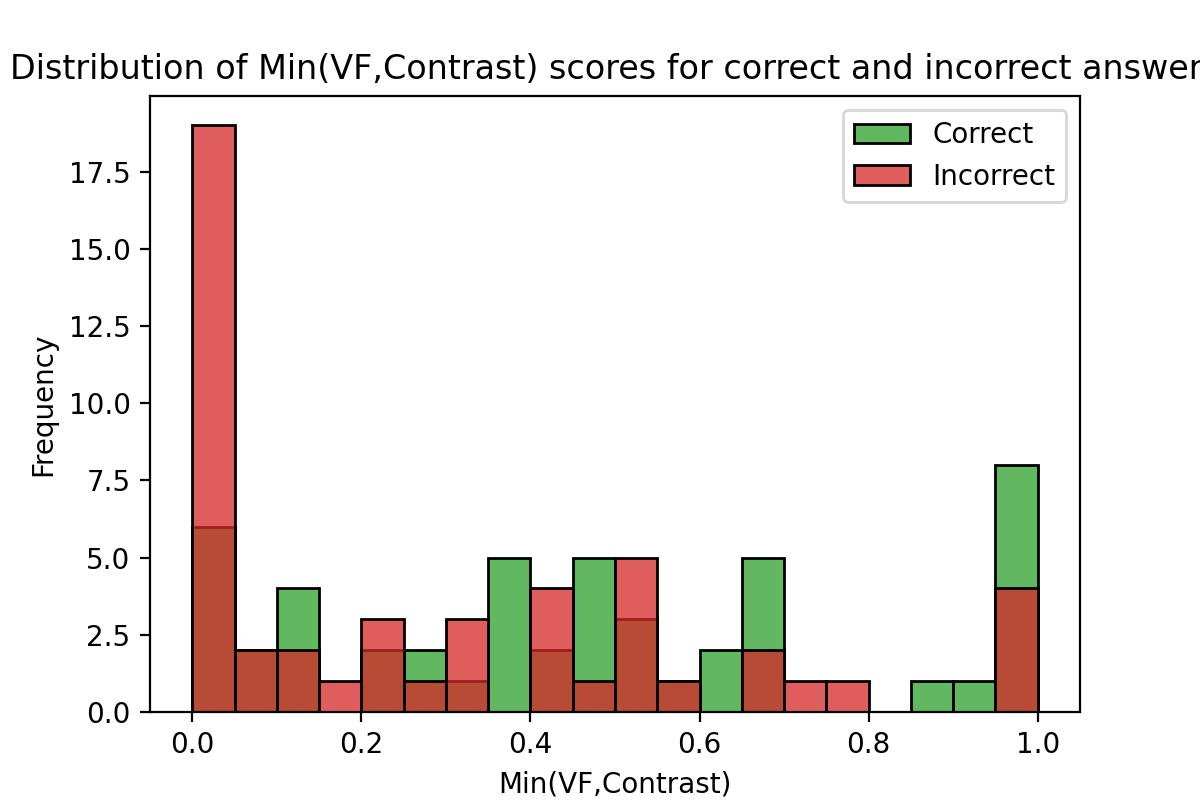 Distribution of Min(VF,Contrast) scores for correct and incorrect answer
Correct
Incorrect
Frequency
17.5
15.0
12.5
10.0
7.5
5.0
2.5
0.0
0.0 0.2 0.4 0.6 0.8 1.0
Min(VF,Contrast)